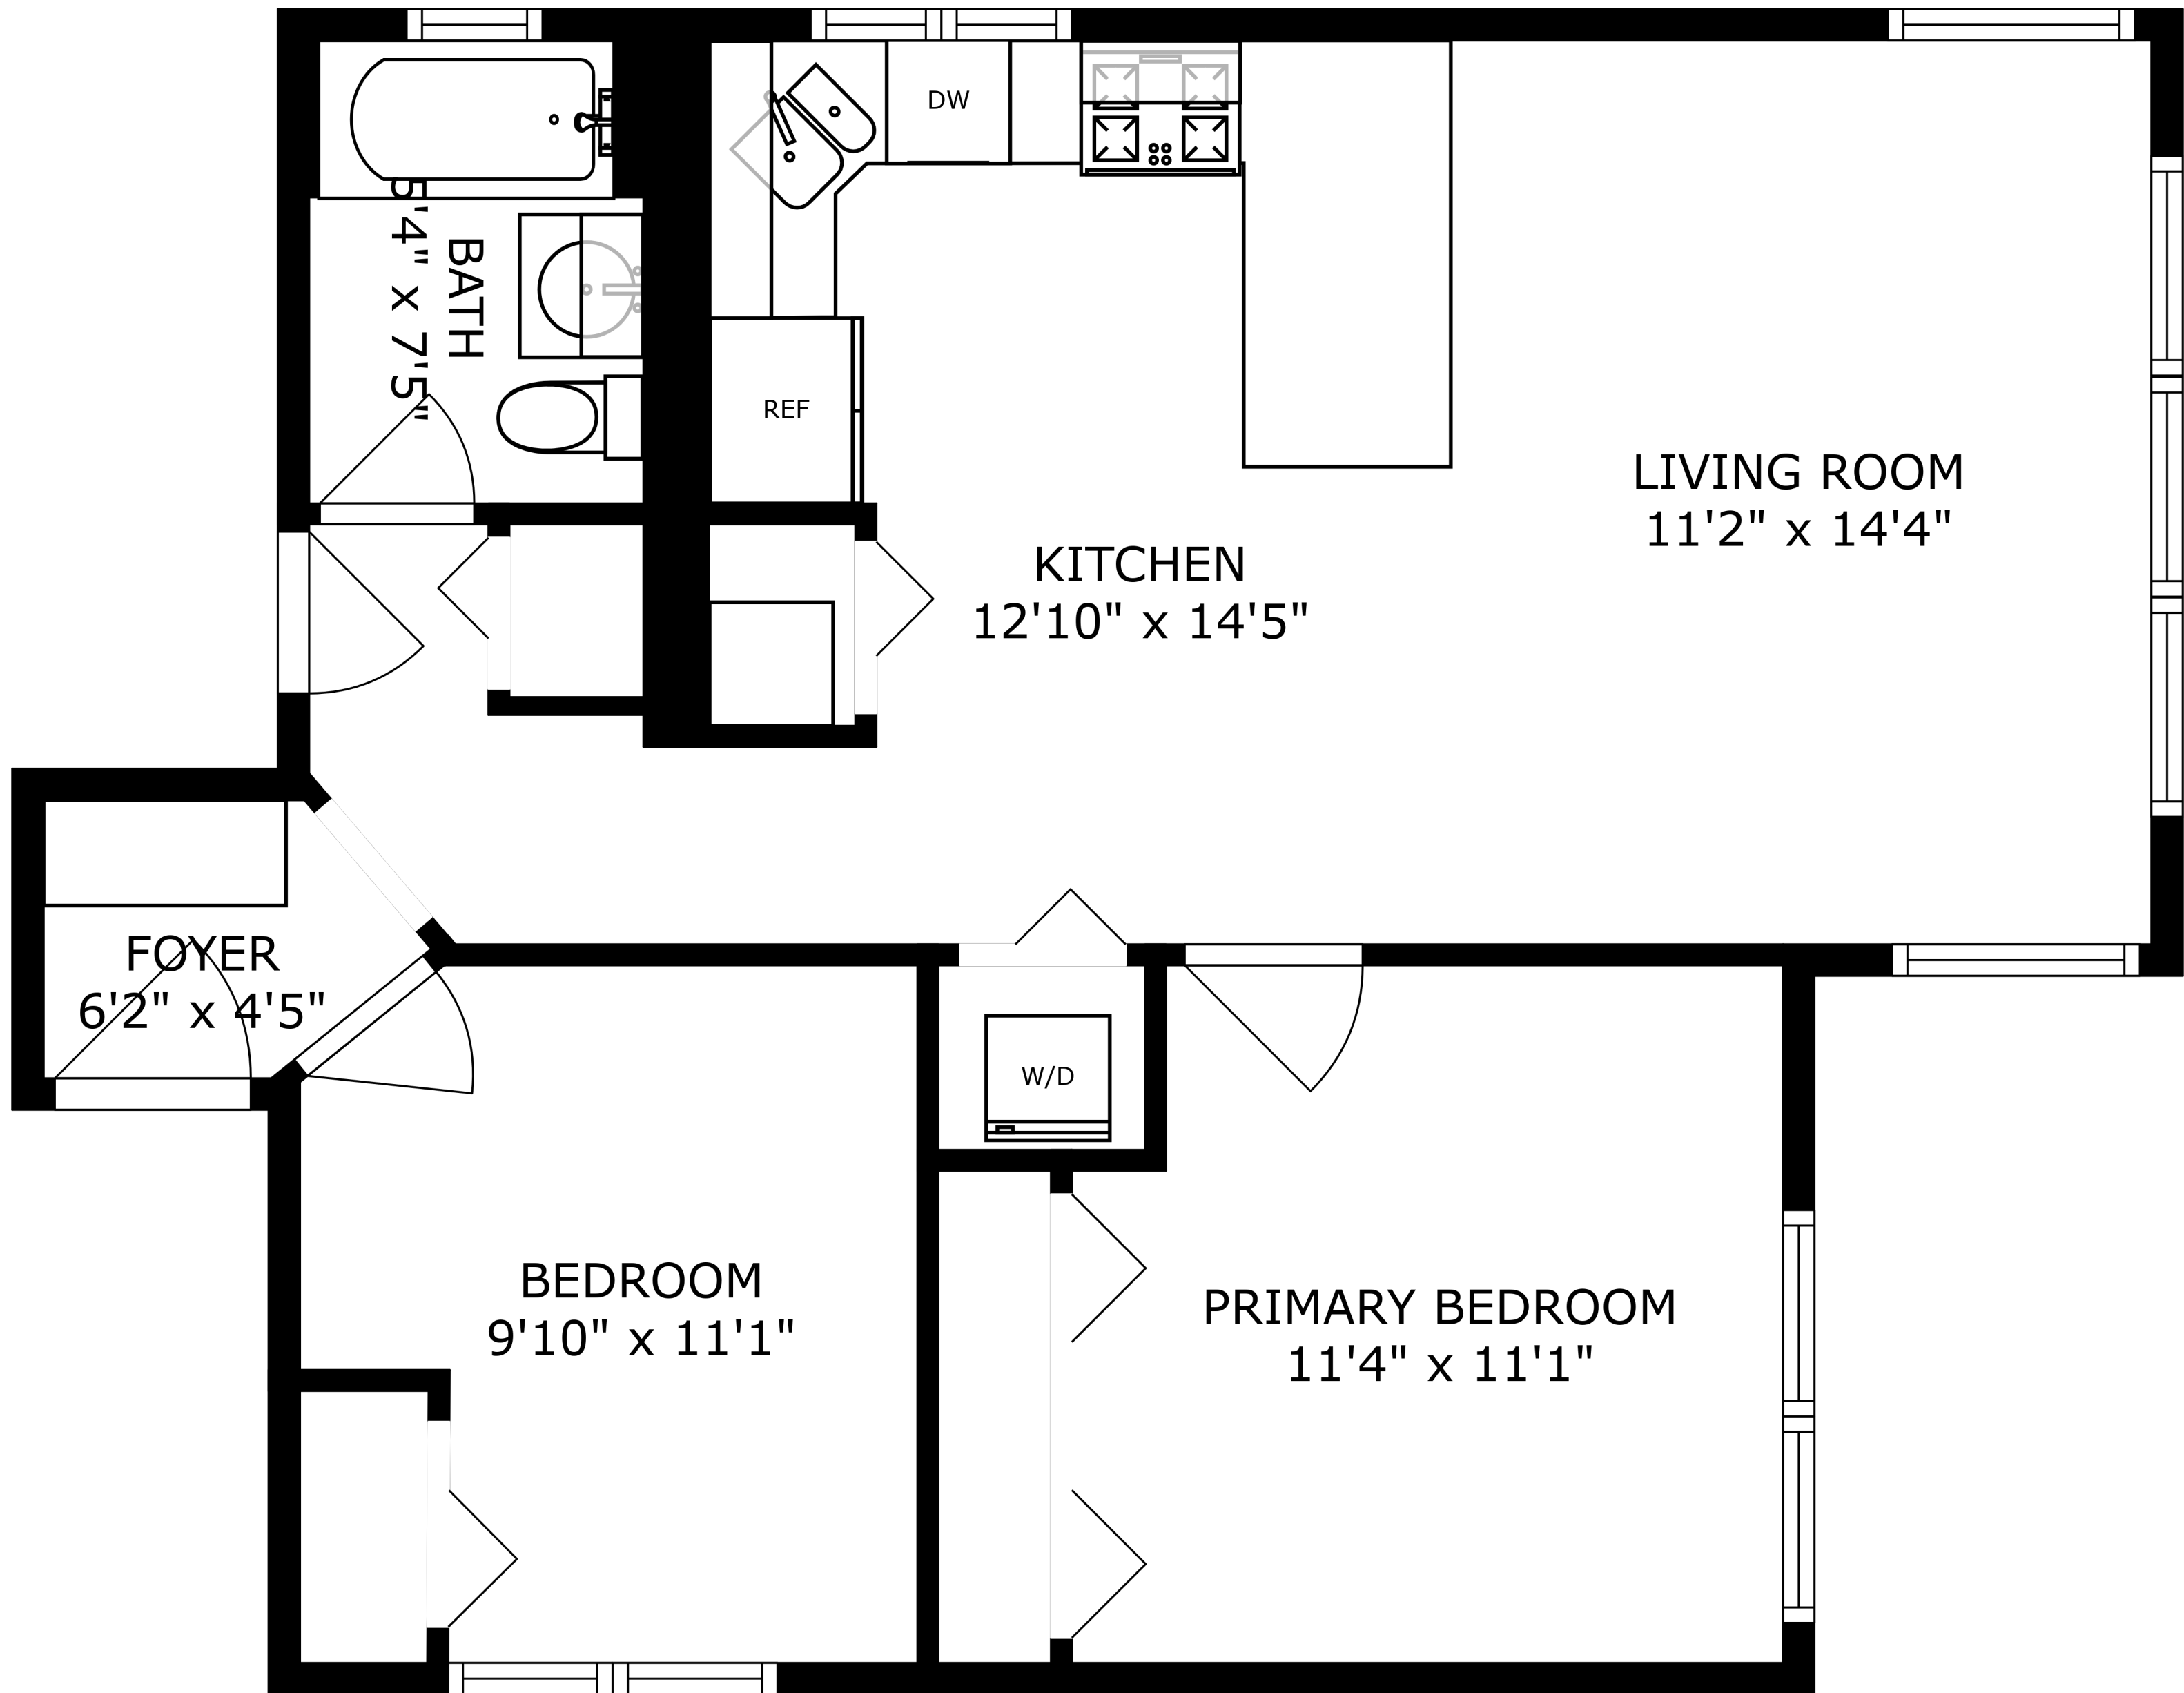 DW
BATH
5'4" x 7'5"
REF
LIVING ROOM
11'2" x 14'4"
KITCHEN
12'10" x 14'5"
FOYER
6'2" x 4'5"
W/D
BEDROOM
9'10" x 11'1"
PRIMARY BEDROOM
11'4" x 11'1"